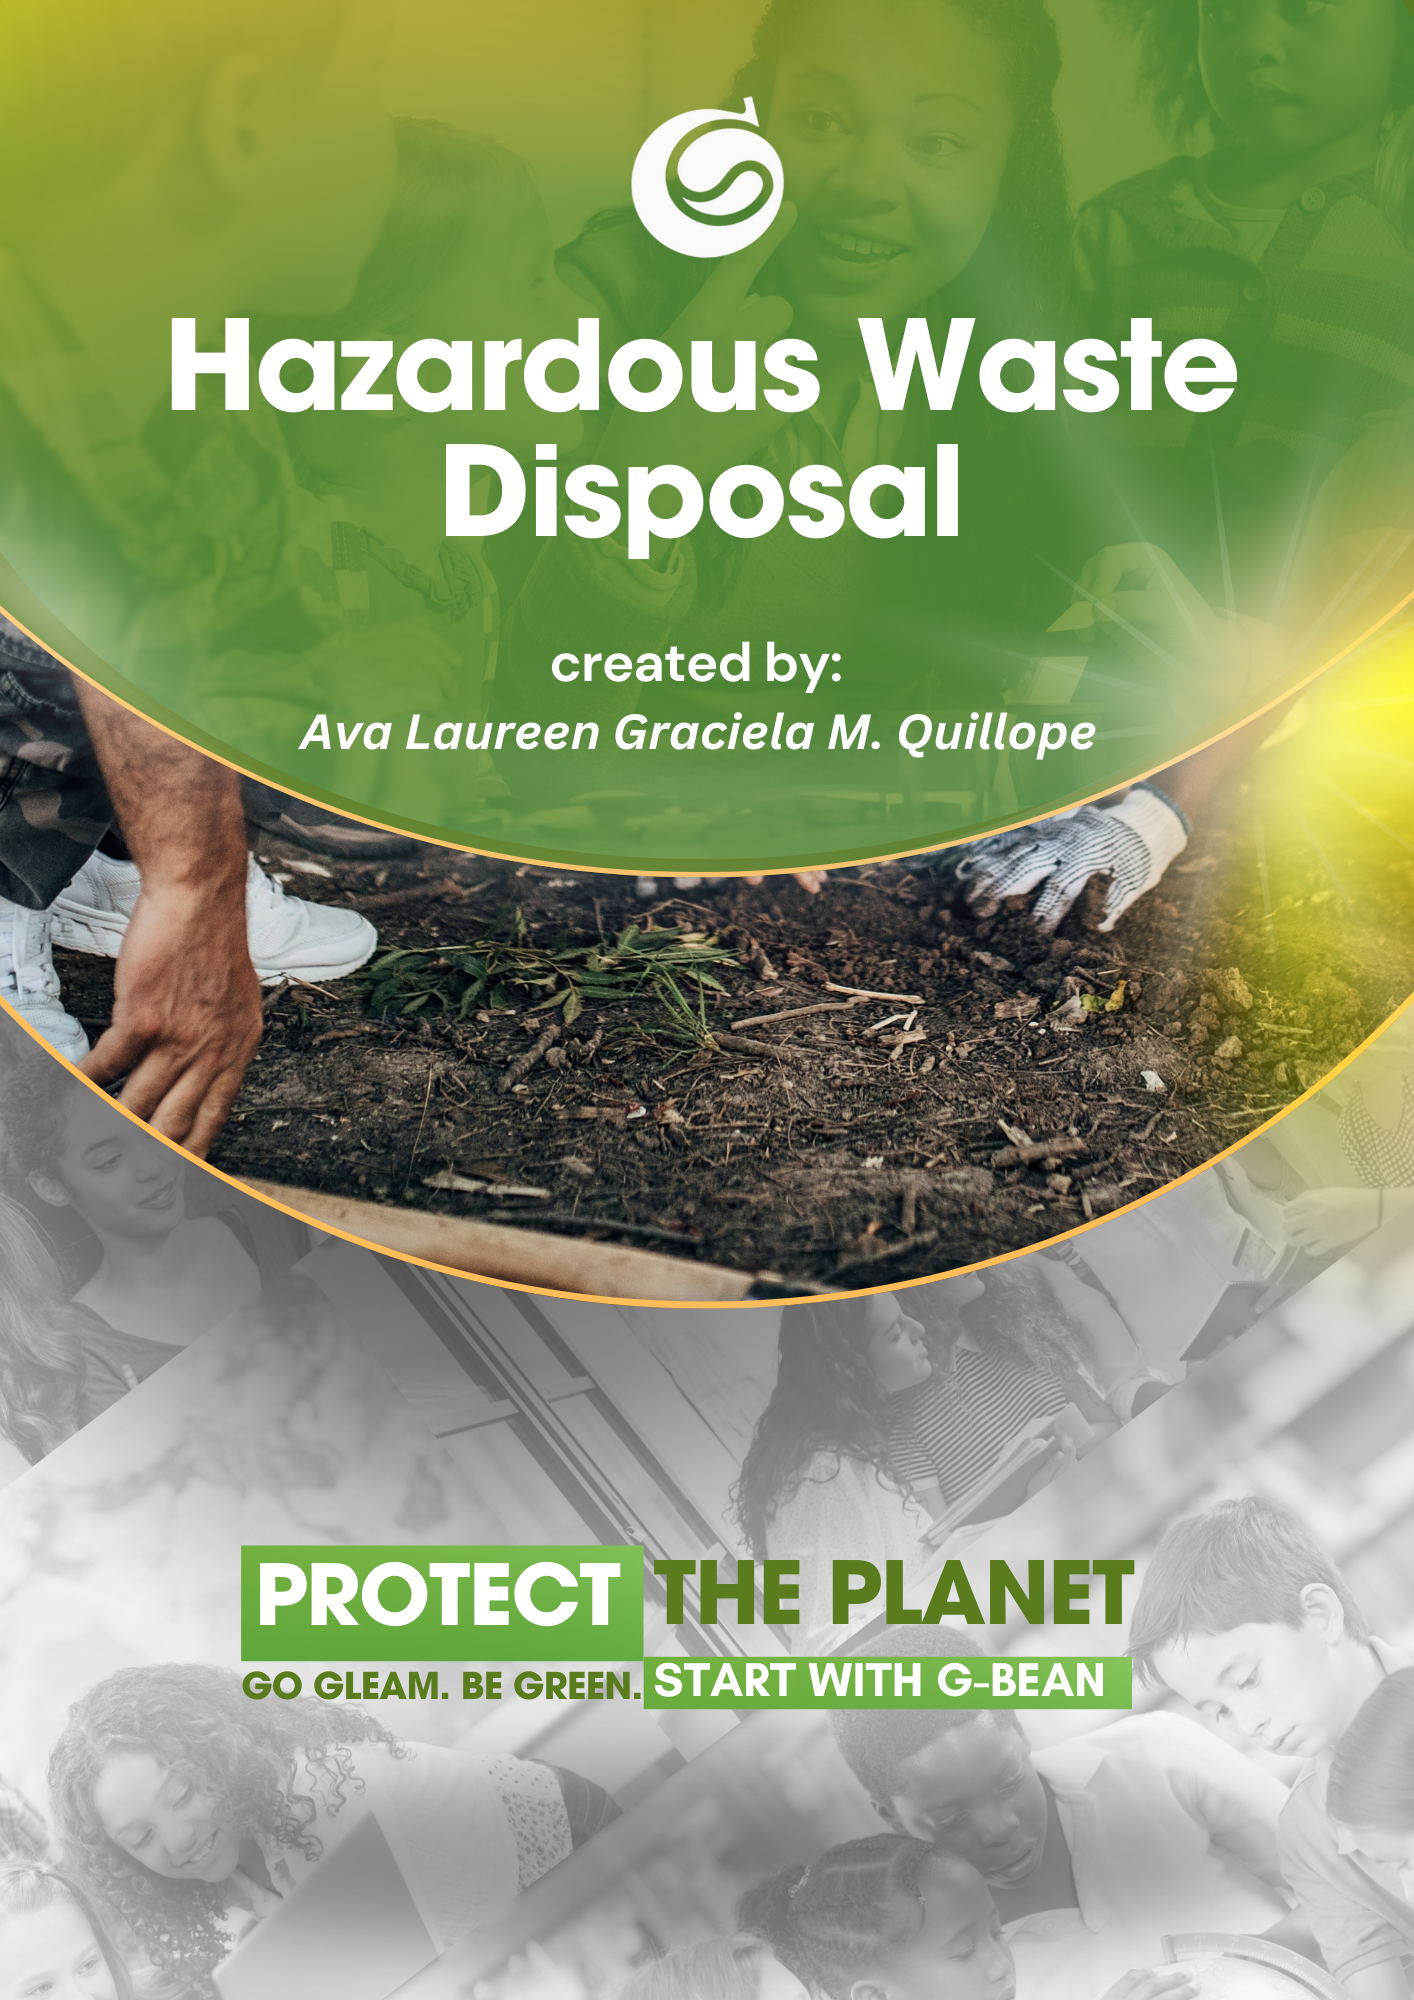 Hazardous Waste
Disposal
created by:
Ava Laureen Graciela M. Quillope
PROTECT THE PLANET
GO GLEAM. BE GREEN. START WITH G-BEAN